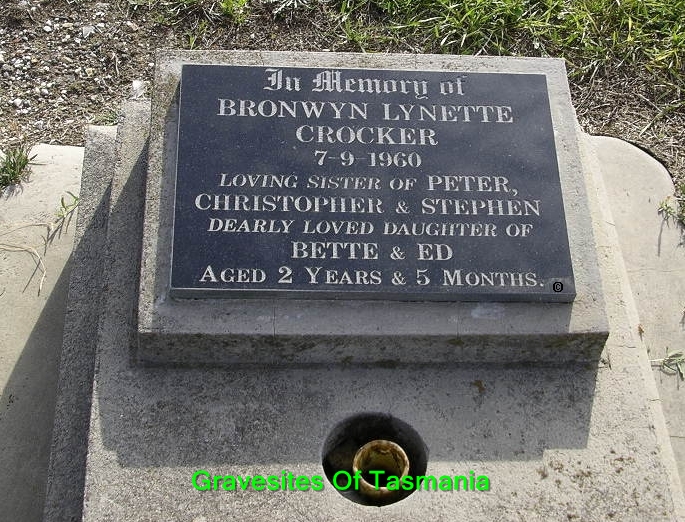 In Memory of
BRONWYN LYNETTE
CROCKER
7-9-1960
LOVING SISTER OF PETER,
CHRISTOPHER & STEPHEN
DEARLY LOVED DAUGHTER OF
BETTE & ED
AGED 2 YEARS & 5 MONTHS.
Gravesites Of Tasmania